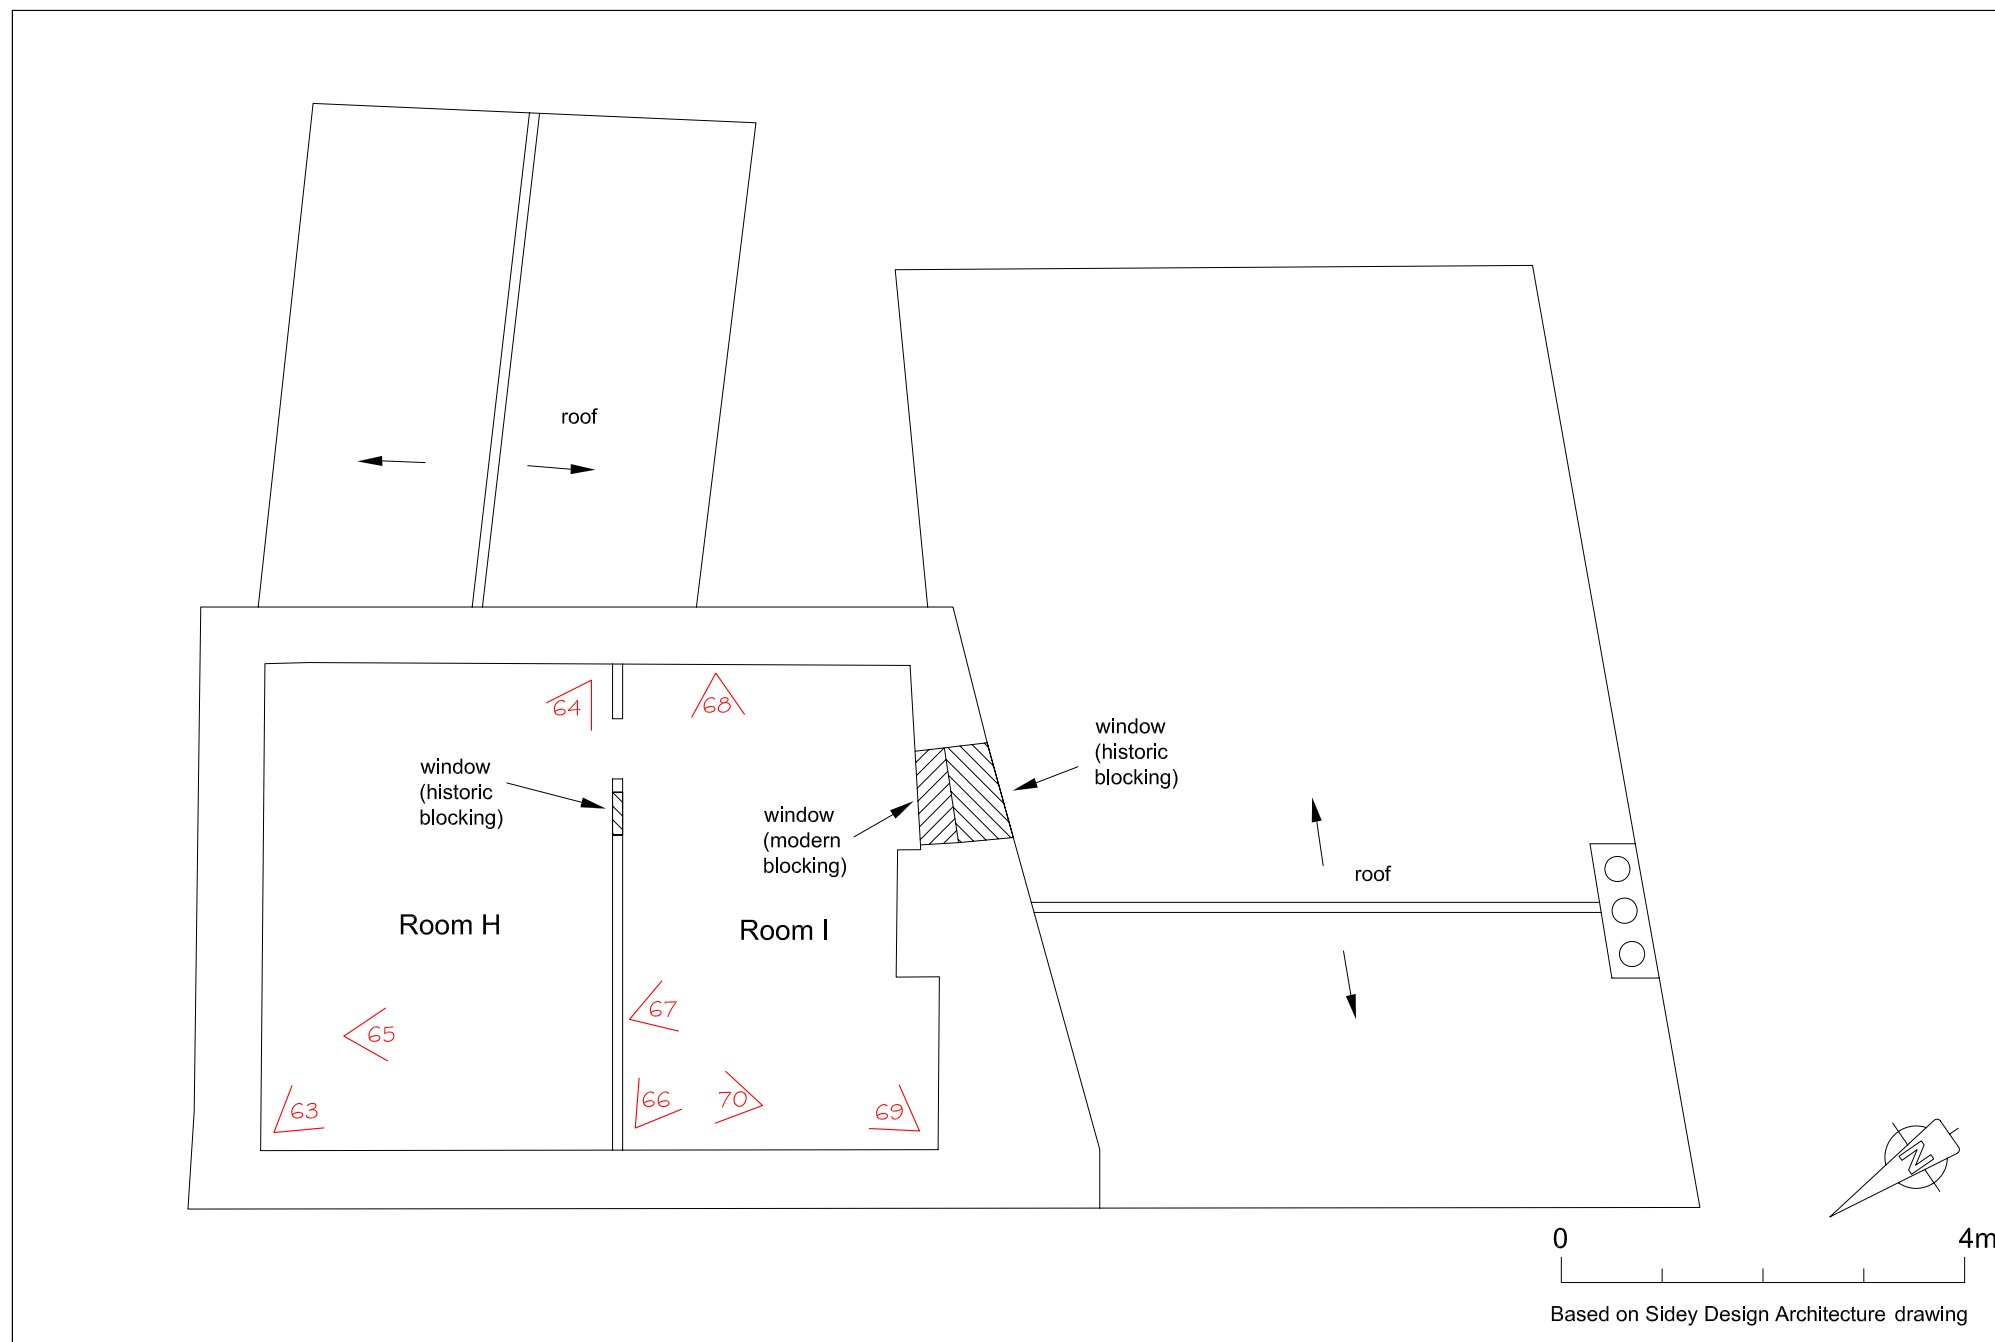 roof
64
68
window
(historic
blocking)
window
(historic
blocking)
window
(modern
blocking)
roof
Room H
Room I
67
65
66
70
69
63
N
0
4m
Based on Sidey Design Architecture drawing